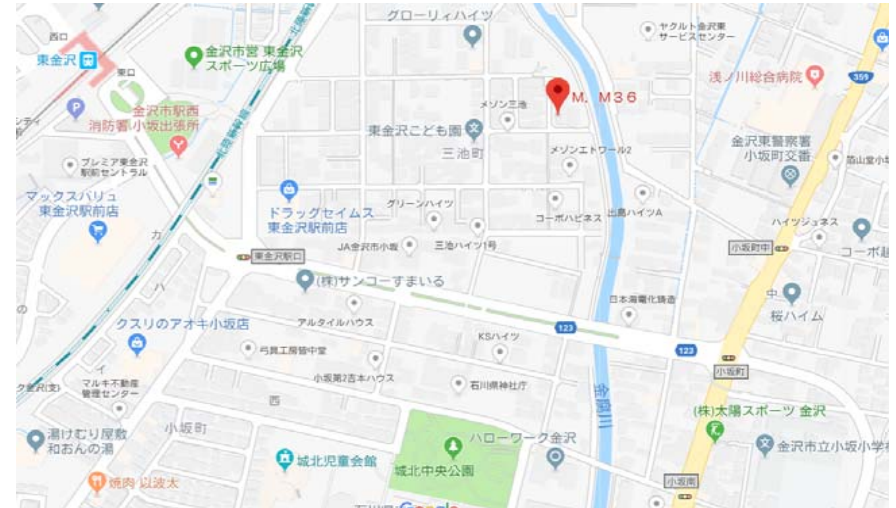 グローリィハイツ
ヤクルト金沢東
サービスセンター
西口
東金沢
東口
金沢市営 東金沢
スポーツ広場
浅ノ川総合病院
359
メゾン三池
M. M36
金沢市駅西
消防署 小坂出張所
東金沢こども園
三池町
メゾンエトワール2
金沢東警察署
小坂町交番
プレミア東金沢
駅前セントラル
マックスバリュ
東金沢駅前店
ドラッグセイムス
東金沢駅前店
グリーンハイツ
コーポハピネス
出島ハイツA
ハイツジュネス
カ
JA金沢市小坂
三池ハイツ1号
小坂町中
コーポ越
東金沢駅口
(株)サンコーすまいる
ハ
の
日本海電化鋳造
中
桜ハイム
クスリのアオキ小坂店
アルタイルハウス
123
KSハイツ
123
弓具工房皆中堂
イ
小坂町
マルキ不動産
管理センター
小坂第2吉本ハウス
石川県神社庁
金腐川
西
(株)太陽スポーツ 金沢
湯けむり屋敷
和おんの湯
小坂町
ハローワーク金沢
城北児童会館
城北中央公園
金沢市立小坂小学校
焼肉 以波太
小坂南
Google